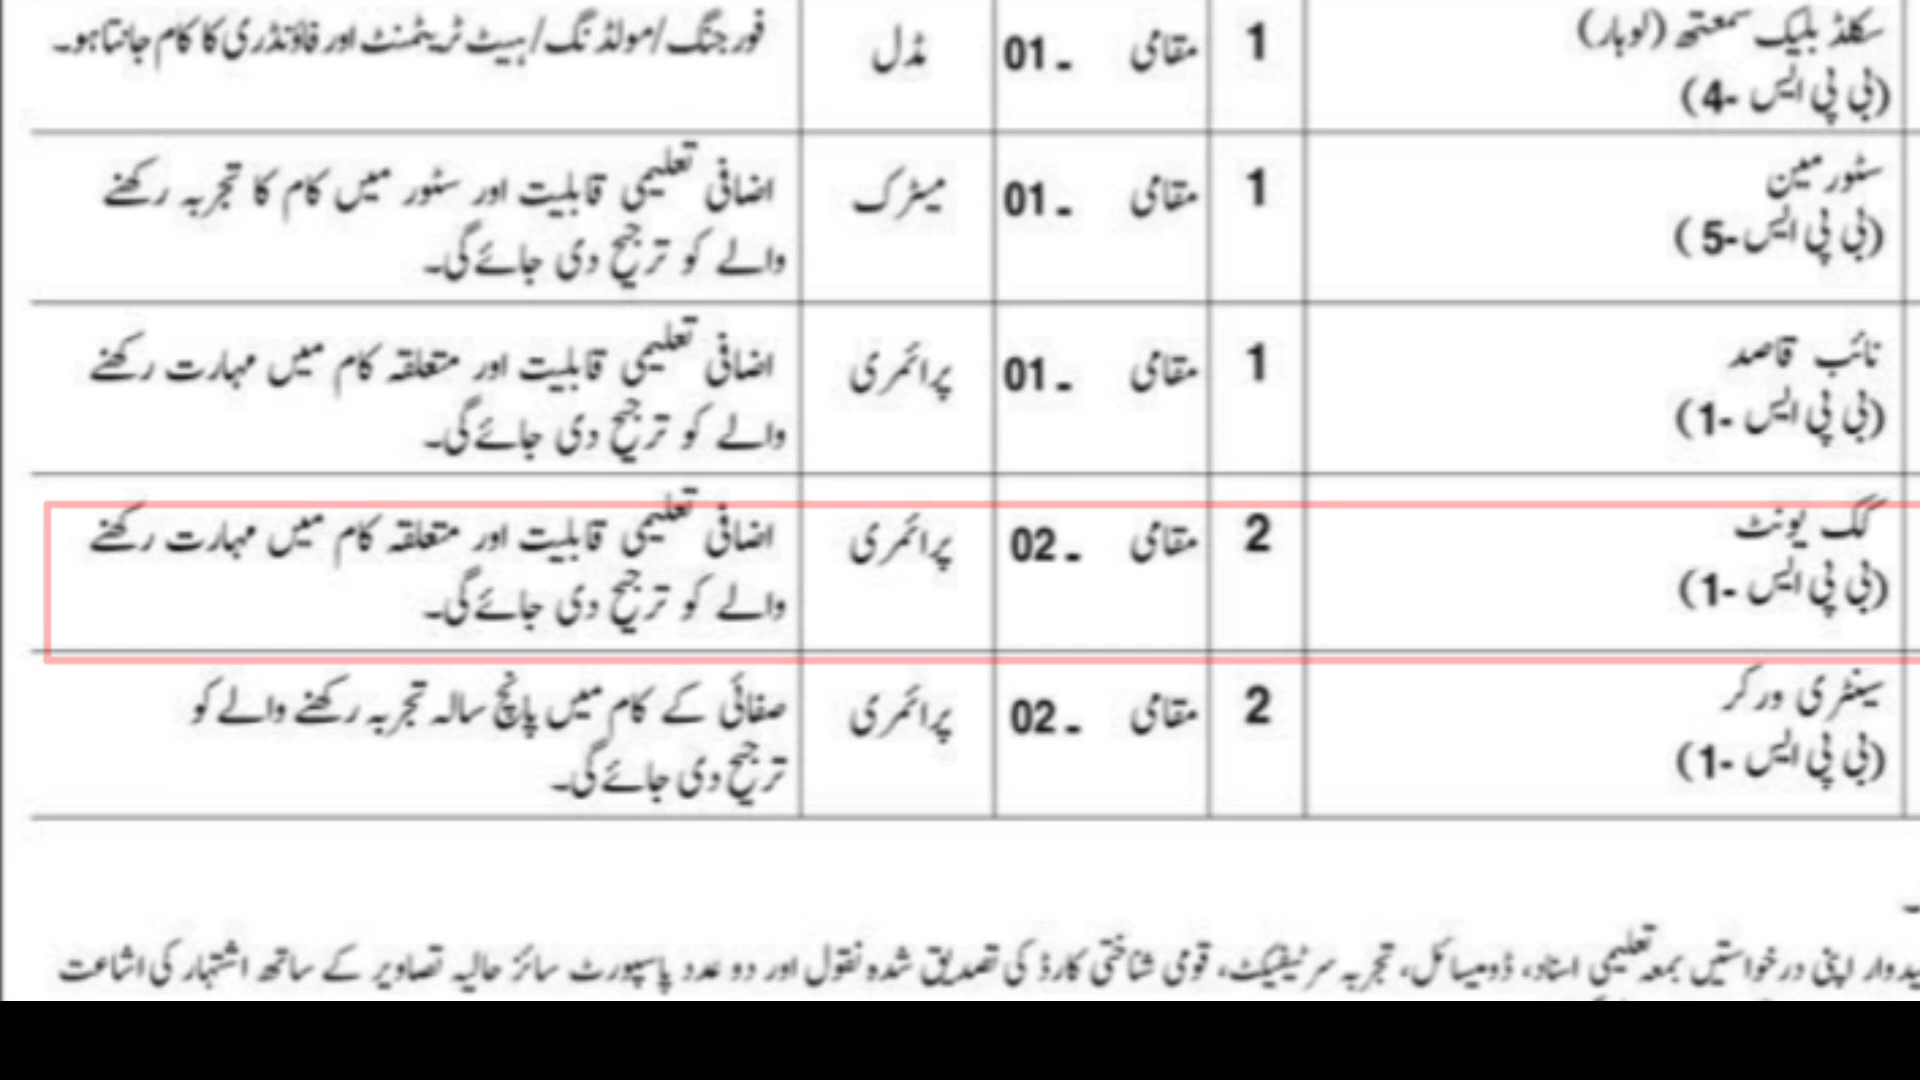 سکلڈ بلیک سمتھ (لوہار) 1 مقامی ۔01 مڈل فورجنگ/مولڈنگ/ہیٹ ٹریٹمنٹ اور فاؤنڈری کا کام جانتا ہو۔
(بی پی ایس -4)
سٹور مین 1 مقامی ۔01 میٹرک اضافی تعلیمی قابلیت اور سٹور میں کام کا تجربہ رکھنے
(بی پی ایس-5) والے کو ترجیح دی جائے گی۔
نائب قاصد 1 مقامی ۔01 پرائمری اضافی تعلیمی قابلیت اور متعلقہ کام میں مہارت رکھنے
(بی پی ایس -1) والے کو ترجیح دی جائے گی۔
کک یونٹ 2 مقامی ۔02 پرائمری اضافی تعلیمی قابلیت اور متعلقہ کام میں مہارت رکھنے
(بی پی ایس -1) والے کو ترجیح دی جائے گی۔
سینٹری ورکر 2 مقامی ۔02 پرائمری صفائی کے کام میں پانچ سالہ تجربہ رکھنے والے کو
(بی پی ایس -1) ترجیح دی جائے گی۔
اپنی درخواستیں بمعہ تعلیمی اسناد، ڈومیسائل، تجربہ سرٹیفکیٹ، قومی شناختی کارڈ کی تصدیق شدہ نقول اور دو عدد پاسپورٹ سائز حالیہ تصاویر کے ساتھ اشتہار کی اشاعت